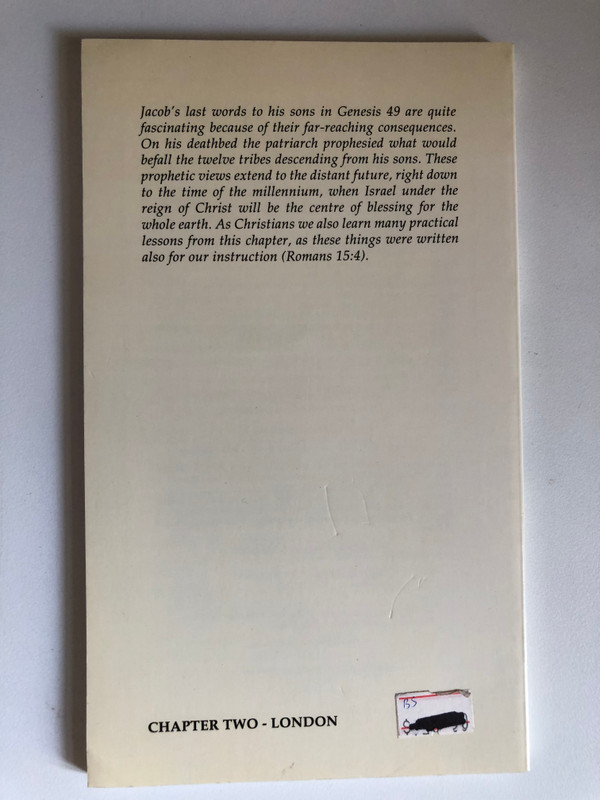 Jacob's last words to his sons in Genesis 49 are quite
fascinating because of their far-reaching consequences.
On his deathbed the patriarch prophesied what would
befall the twelve tribes descending from his sons. These
prophetic views extend to the distant future, right down
to the time of the millennium, when Israel under the
reign of Christ will be the centre of blessing for the
whole earth. As Christians we also learn many practical
lessons from this chapter, as these things were written
also for our instruction (Romans 15:4).
CHAPTER TWO - LONDON